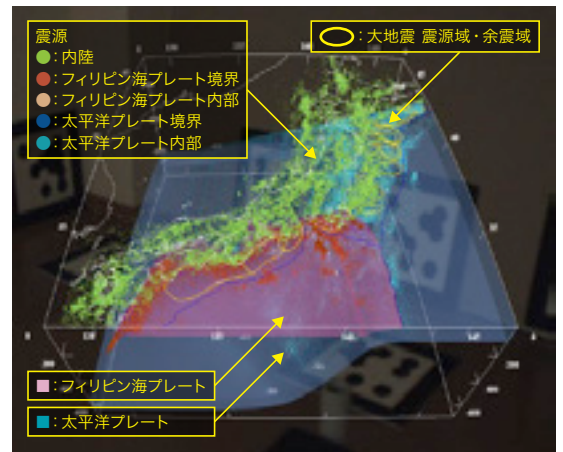 震源
●:内陸
●:フィリピン海プレート境界
●:フィリピン海プレート内部
●:太平洋プレート境界
●:太平洋プレート内部
:大地震 震源域・余震域
■:フィリピン海プレート
■:太平洋プレート